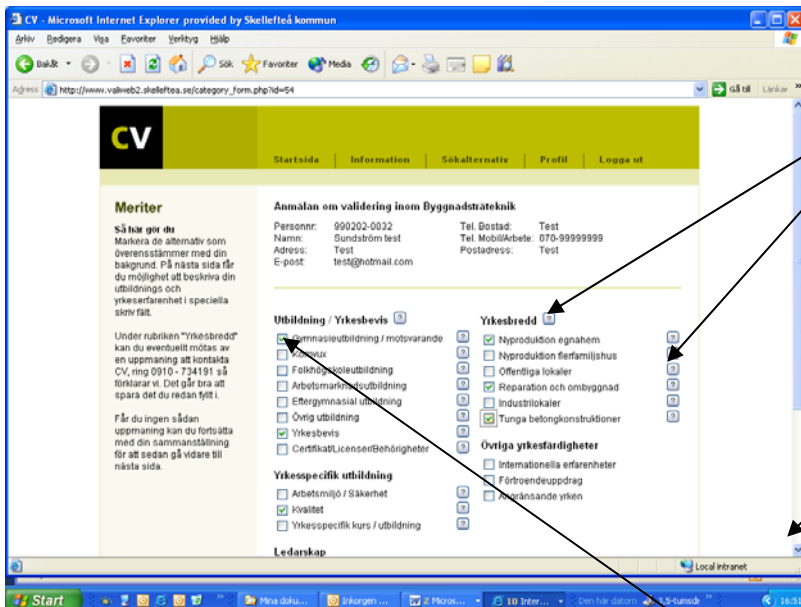 CV - Microsoft Internet Explorer provided by Skellefteå kommun
Arkiv Redigera Visa Favoriter Verktyg Hjälp
Bakåt Sök Favoriter Media
Adress http://www.valweb2.skelleftea.se/category_form.php?id=54 Gå till Länkar
CV
Startsida Information Sökalternativ Profil Logga ut
Meriter
Så här gör du
Markera de alternativ som
överensstämmer med din
bakgrund. På nästa sida får
du möjlighet att beskriva din
utbildnings och
yrkeserfarenhet i speciella
skriv fält.
Under rubriken "Yrkesbredd"
kan du eventuellt mötas av
en uppmaning att kontakta
CV, ring 0910 - 734191 så
förklarar vi. Det går bra att
spara det du redan fyllt i.
Får du ingen sådan
uppmaning kan du fortsätta
med din sammanställning
för att sedan gå vidare till
nästa sida.
Anmälan om validering inom Byggnadsträteknik
Personnr: 990202-0032 Tel. Bostad: Test
Namn: Sundström test Tel. Mobil/Arbete: 070-99999999
Adress: Test Postadress: Test
E-post: test@hotmail.com
Utbildning / Yrkesbevis ?
Gymnasieutbildning / motsvarande ?
Komvux ?
Folkhögskoleutbildning ?
Arbetsmarknadsutbildning ?
Eftergymnasial utbildning ?
Övrig utbildning ?
Yrkesbevis ?
Certifikat/Licenser/Behörigheter ?
Yrkesspecifik utbildning
Arbetsmiljö / Säkerhet ?
Kvalitet ?
Yrkesspecifik kurs / utbildning ?
Ledarskap
Yrkesbredd ?
Nyproduktion egnahem ?
Nyproduktion flerfamiljshus ?
Offentliga lokaler ?
Reparation och ombyggnad ?
Industrilokaler ?
Tunga betongkonstruktioner ?
Övriga yrkesfärdigheter
Internationella erfarenheter
Förtroendeuppdrag
Angränsande yrken
Local intranet
Start Mina doku... Inkorgen ... 2 Micros... 10 Inter... Den här datorn 3,5-tumsdi 16:5